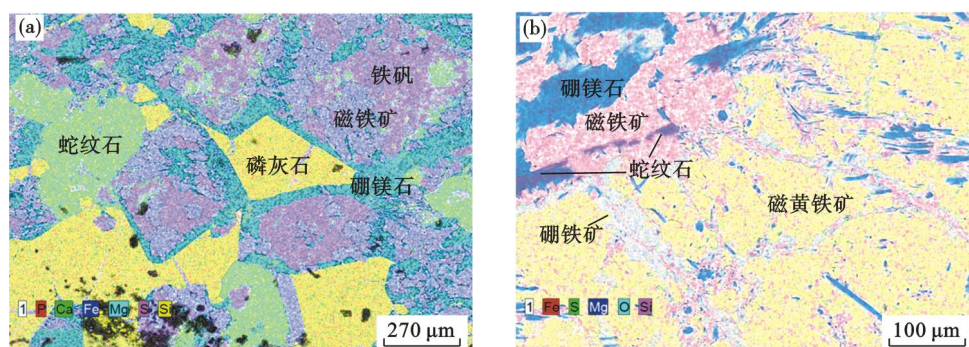 (a)
铁矾
磁铁矿
蛇纹石
磷灰石
硼镁石
1 P Ca Fe Mg S Si
270 μm
(b)
硼镁石
磁铁矿
蛇纹石
磁黄铁矿
硼铁矿
1 Fe S Mg O Si
100 μm